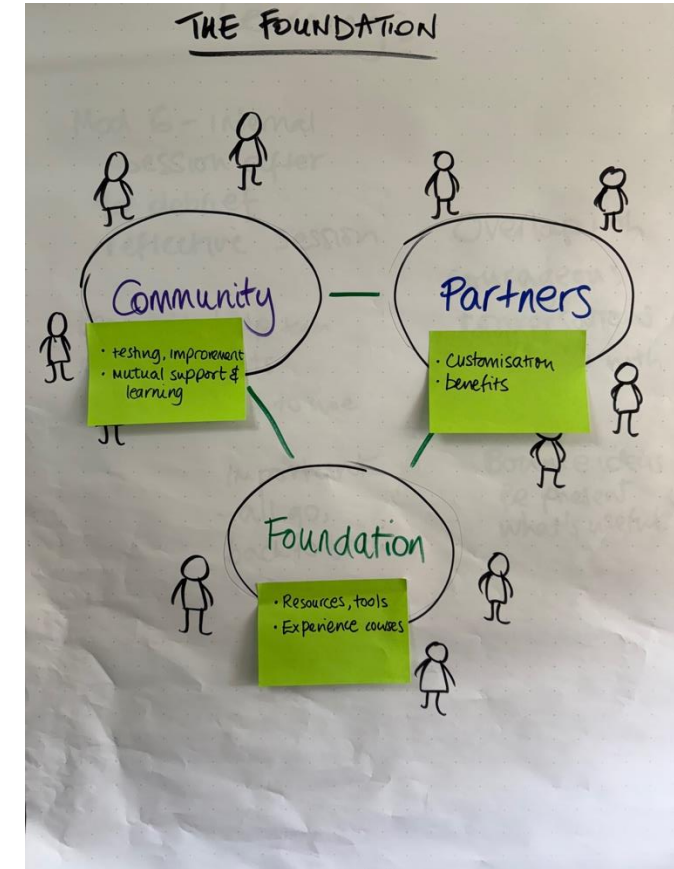 THE FOUNDATION
Community
· testing, improvement
· Mutual support &
learning
Partners
· Customisation
· benefits
Foundation
· Resources, tools
· Experience courses